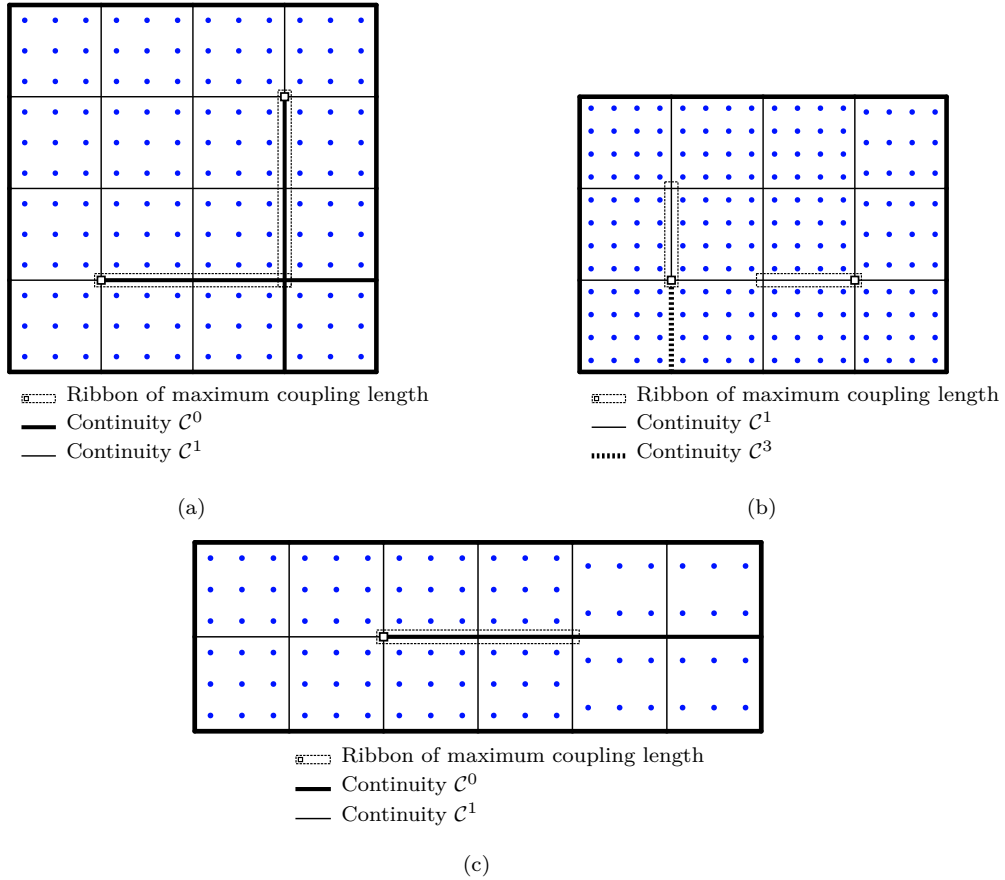 Ribbon of maximum coupling length
Continuity C⁰
Continuity C¹
(a)
Ribbon of maximum coupling length
Continuity C¹
Continuity C³
(b)
Ribbon of maximum coupling length
Continuity C⁰
Continuity C¹
(c)